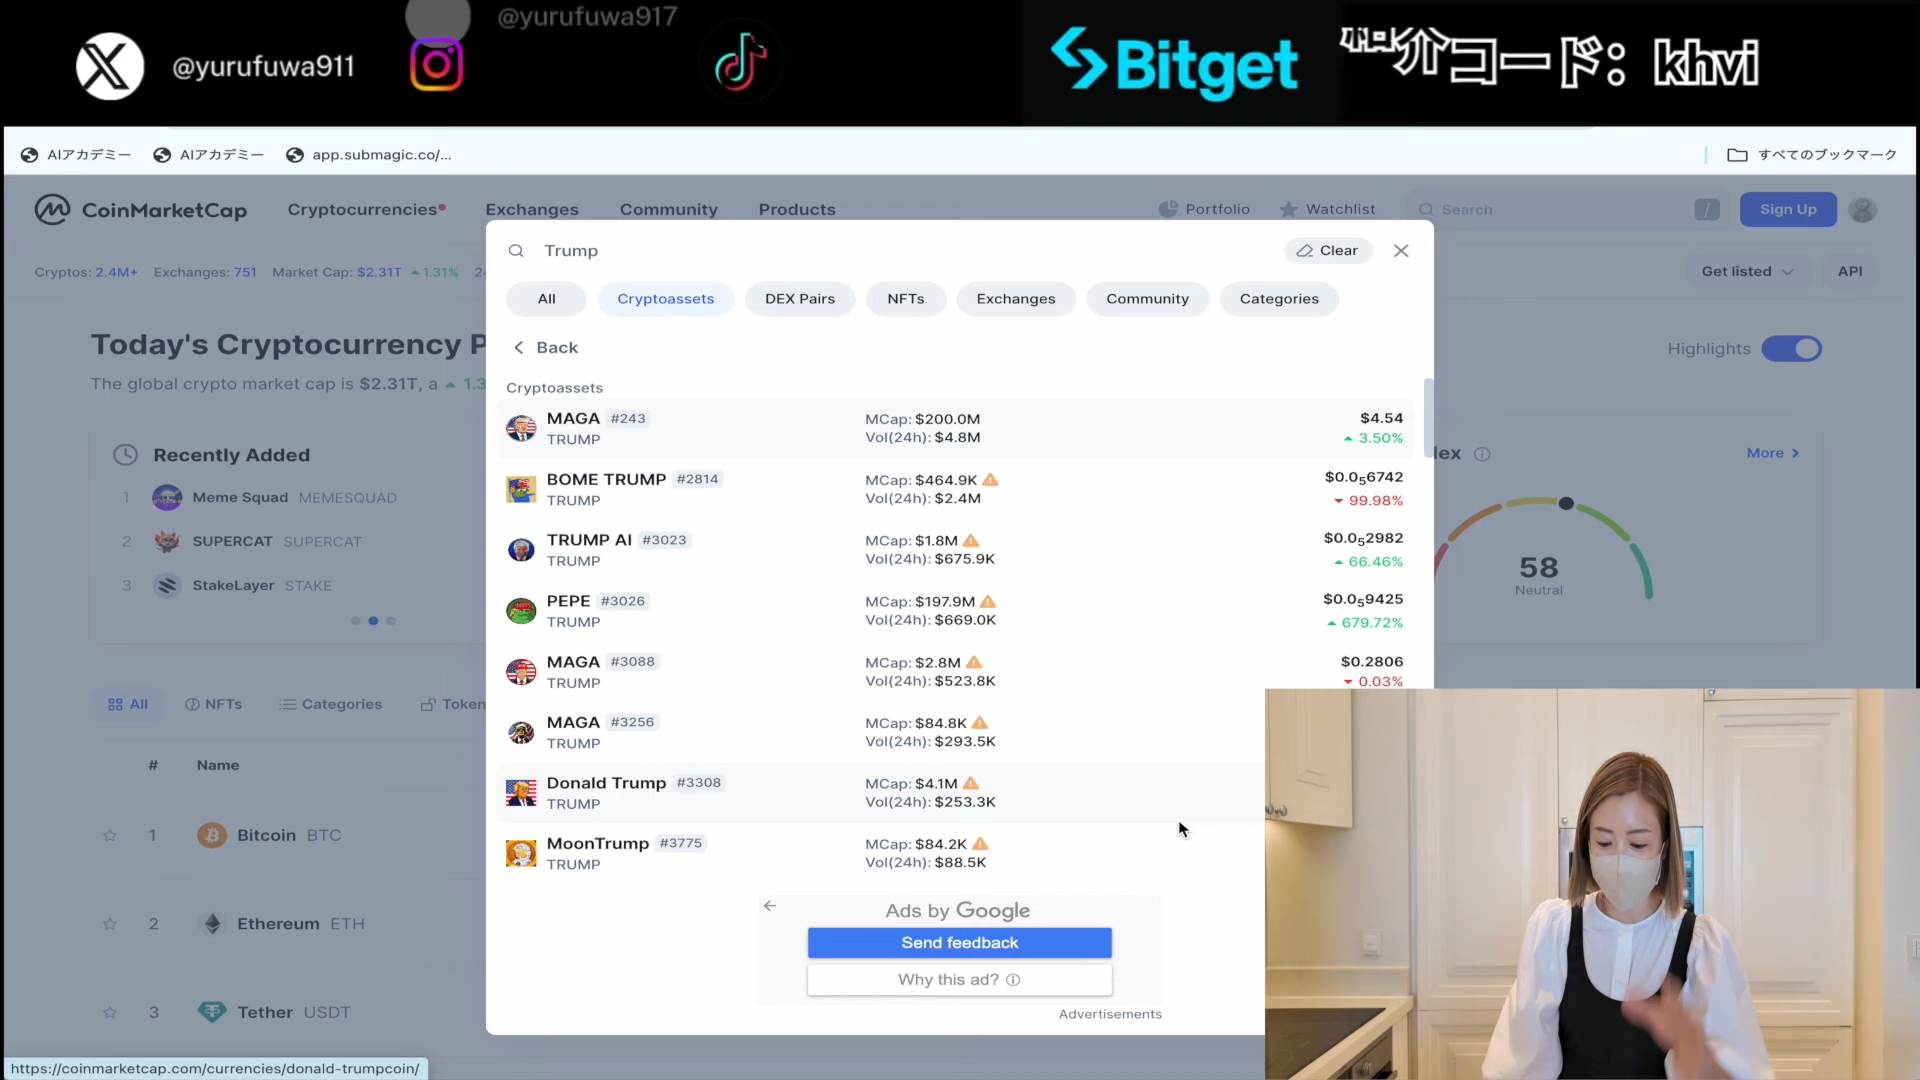 @yurufuwa917
@yurufuwa911
Bitget
紹介コード: khvi
AIアカデミー
AIアカデミー
app.submagic.co/...
すべてのブックマーク
CoinMarketCap
Cryptocurrencies
Exchanges
Community
Products
Portfolio
Watchlist
Search
/
Sign Up
Cryptos: 2.4M+
Exchanges: 751
Market Cap: $2.31T 1.31%
24
Get listed
API
Trump
Clear
All
Cryptoassets
DEX Pairs
NFTs
Exchanges
Community
Categories
Back
Today's Cryptocurrency P
The global crypto market cap is $2.31T, a 1.3
Highlights
Cryptoassets
MAGA #243
TRUMP
MCap: $200.0M
Vol(24h): $4.8M
$4.54
3.50%
BOME TRUMP #2814
TRUMP
MCap: $464.9K
Vol(24h): $2.4M
$0.0₅6742
99.98%
TRUMP AI #3023
TRUMP
MCap: $1.8M
Vol(24h): $675.9K
$0.0₅2982
66.46%
PEPE #3026
TRUMP
MCap: $197.9M
Vol(24h): $669.0K
$0.0₅9425
679.72%
MAGA #3088
TRUMP
MCap: $2.8M
Vol(24h): $523.8K
$0.2806
0.03%
MAGA #3256
TRUMP
MCap: $84.8K
Vol(24h): $293.5K
Donald Trump #3308
TRUMP
MCap: $4.1M
Vol(24h): $253.3K
MoonTrump #3775
TRUMP
MCap: $84.2K
Vol(24h): $88.5K
Ads by Google
Send feedback
Why this ad?
Advertisements
Recently Added
1 Meme Squad MEMESQUAD
2 SUPERCAT SUPERCAT
3 StakeLayer STAKE
dex
More
58
Neutral
All
NFTs
Categories
Token
# Name
1 Bitcoin BTC
2 Ethereum ETH
3 Tether USDT
https://coinmarketcap.com/currencies/donald-trumpcoin/